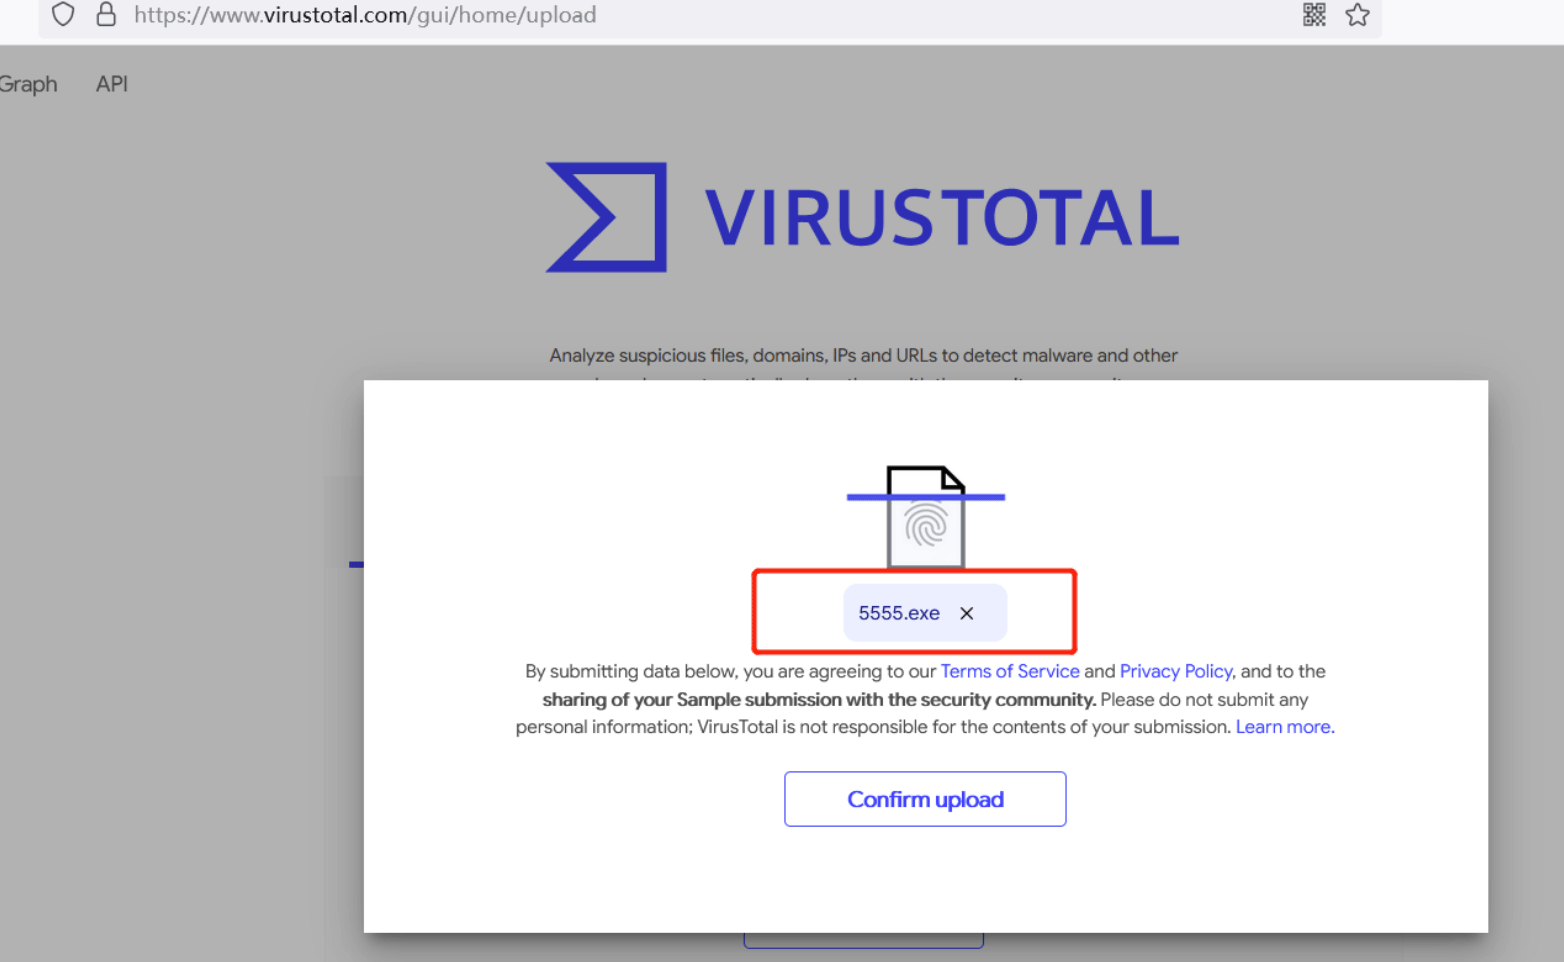 https://www.virustotal.com/gui/home/upload
Graph API
VIRUSTOTAL
Analyze suspicious files, domains, IPs and URLs to detect malware and other
5555.exe
By submitting data below, you are agreeing to our Terms of Service and Privacy Policy, and to the
sharing of your Sample submission with the security community. Please do not submit any
personal information; VirusTotal is not responsible for the contents of your submission. Learn more.
Confirm upload